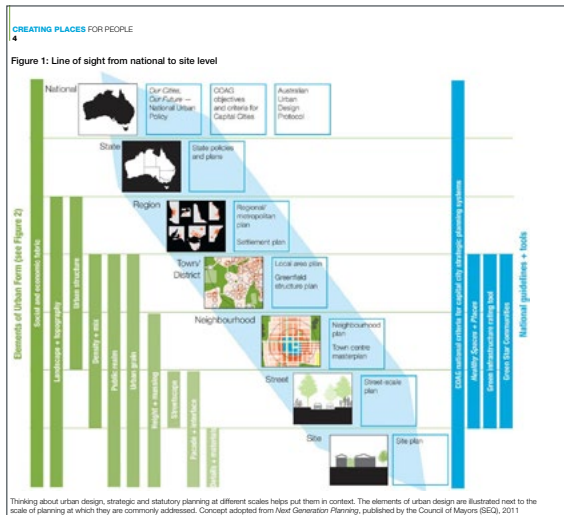 CREATING PLACES FOR PEOPLE
4
Figure 1: Line of sight from national to site level
National
Our Cities,
Our Future —
National Urban
Policy
COAG
objectives
and criteria for
Capital Cities
Australian
Urban
Design
Protocol
State
State policies
and plans
Region
Regional/
metropolitan
plan
Settlement plan
Town/
District
Local area plan
Greenfield
structure plan
Neighbourhood
Neighbourhood
plan
Town centre
masterplan
Street
Street-scale
plan
Site
Site plan
Elements of Urban Form (see Figure 2)
Social and economic fabric
Landscape + topography
Urban structure
Density + mix
Public realm
Urban grain
Height + massing
Streetscape
Facade + interface
Details + materials
COAG national criteria for capital city strategic planning systems
Healthy Spaces + Places
Green infrastructure rating tool
Green Star Communities
National guidelines + tools
Thinking about urban design, strategic and statutory planning at different scales helps put them in context. The elements of urban design are illustrated next to the
scale of planning at which they are commonly addressed. Concept adopted from Next Generation Planning, published by the Council of Mayors (SEQ), 2011